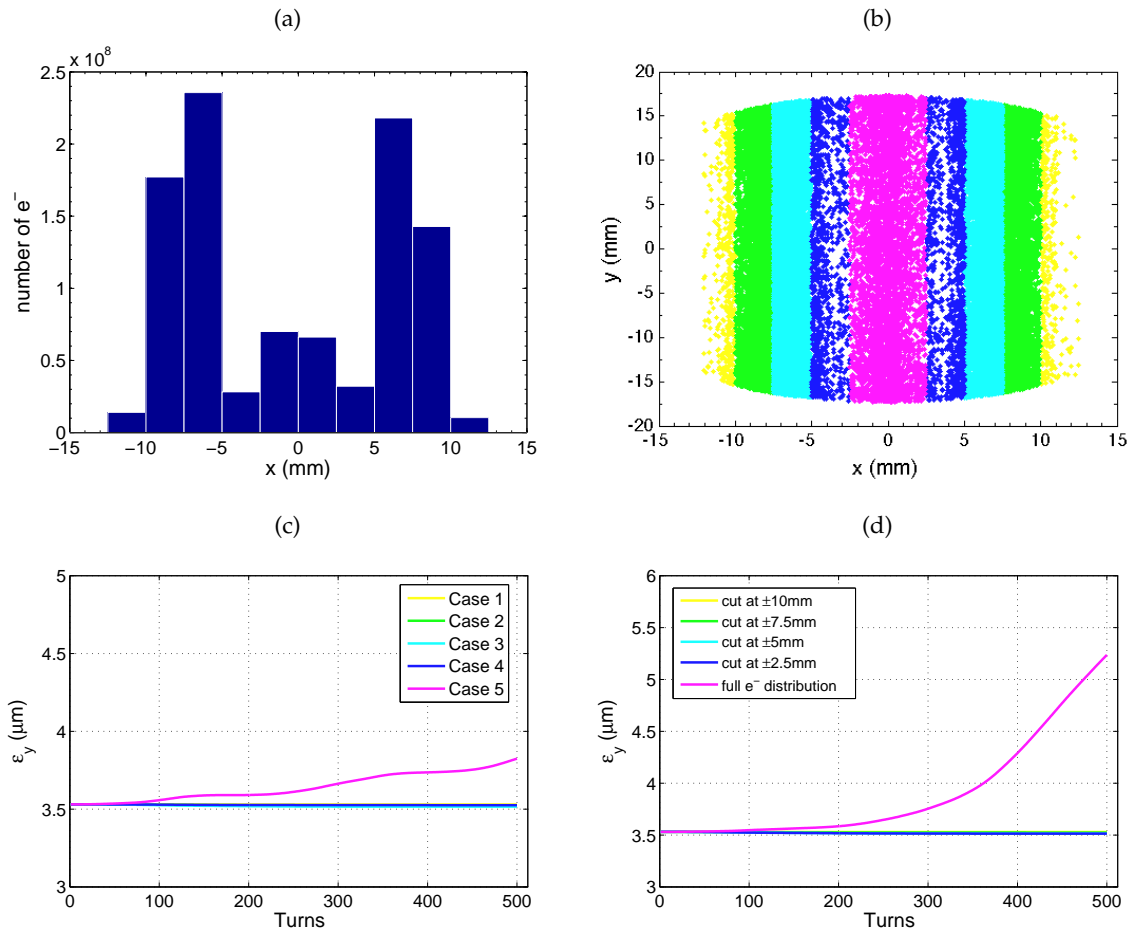 (a)
x 10⁸
2.5
2
1.5
1
0.5
0
number of e⁻
−15 −10 −5 0 5 10 15
x (mm)
(b)
20
15
10
5
0
-5
-10
-15
-20
y (mm)
-15 -10 -5 0 5 10 15
x (mm)
(c)
5
4.5
4
3.5
3
ε_y (μm)
0 100 200 300 400 500
Turns
Case 1
Case 2
Case 3
Case 4
Case 5
(d)
6
5.5
5
4.5
4
3.5
3
ε_y (μm)
0 100 200 300 400 500
Turns
cut at ±10mm
cut at ±7.5mm
cut at ±5mm
cut at ±2.5mm
full e⁻ distribution